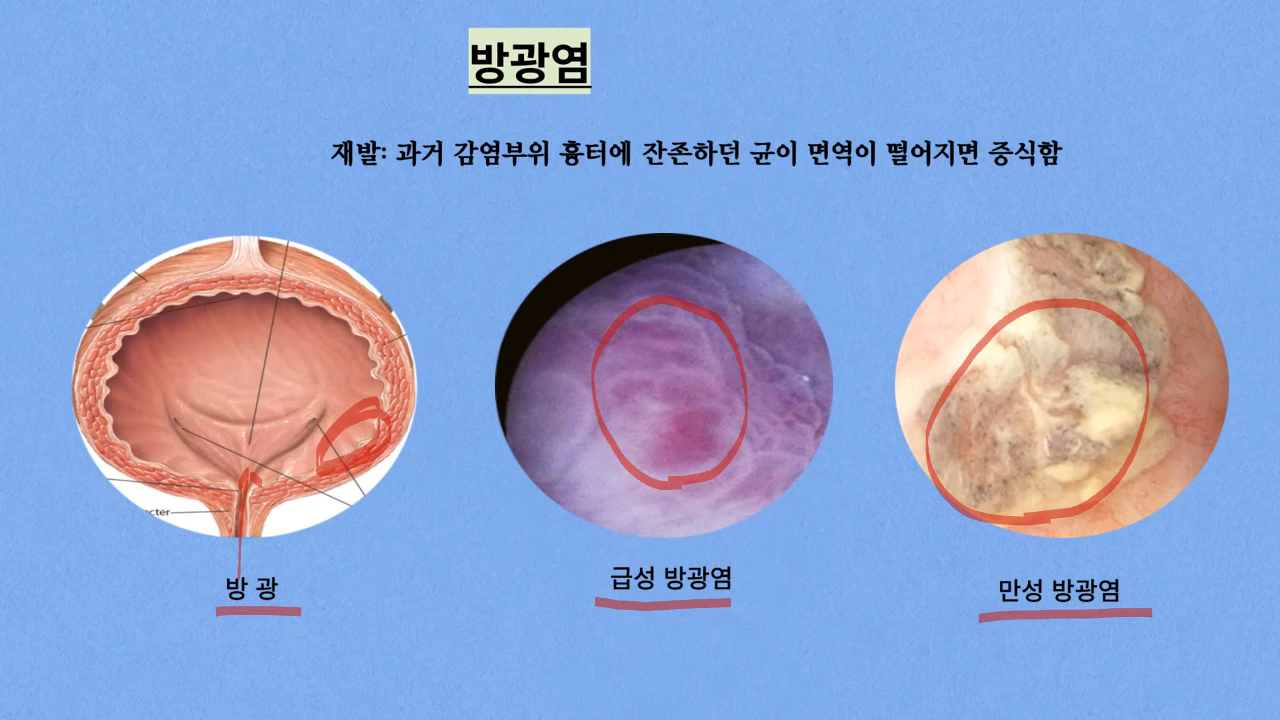 방광염
재발: 과거 감염부위 흉터에 잔존하던 균이 면역이 떨어지면 증식함
방 광
급성 방광염
만성 방광염